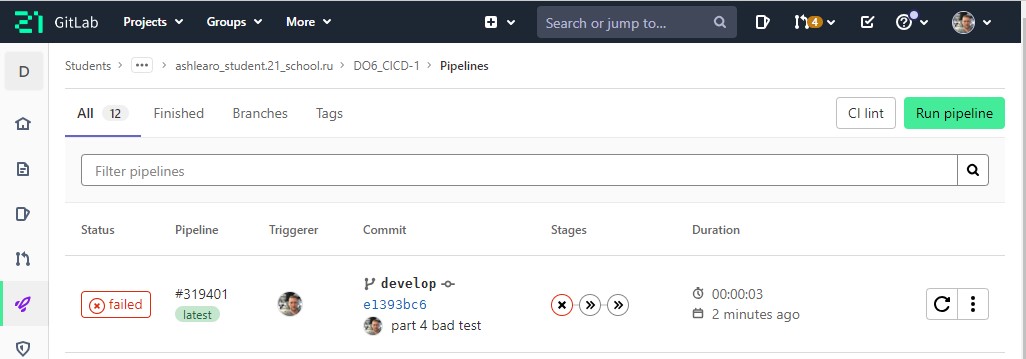 GitLab Projects Groups More Search or jump to... 4
D
Students ... ashlearo_student.21_school.ru DO6_CICD-1 Pipelines
All 12 Finished Branches Tags CI lint Run pipeline
Filter pipelines
Status Pipeline Triggerer Commit Stages Duration
develop
failed #319401 e1393bc6 00:00:03
latest part 4 bad test 2 minutes ago